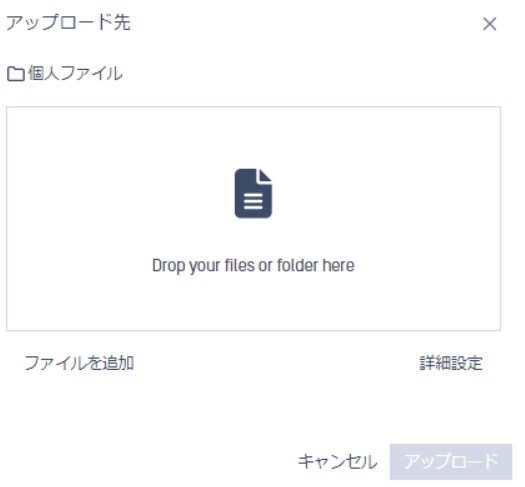 アップロード先
個人ファイル
Drop your files or folder here
ファイルを追加
詳細設定
キャンセル
アップロード